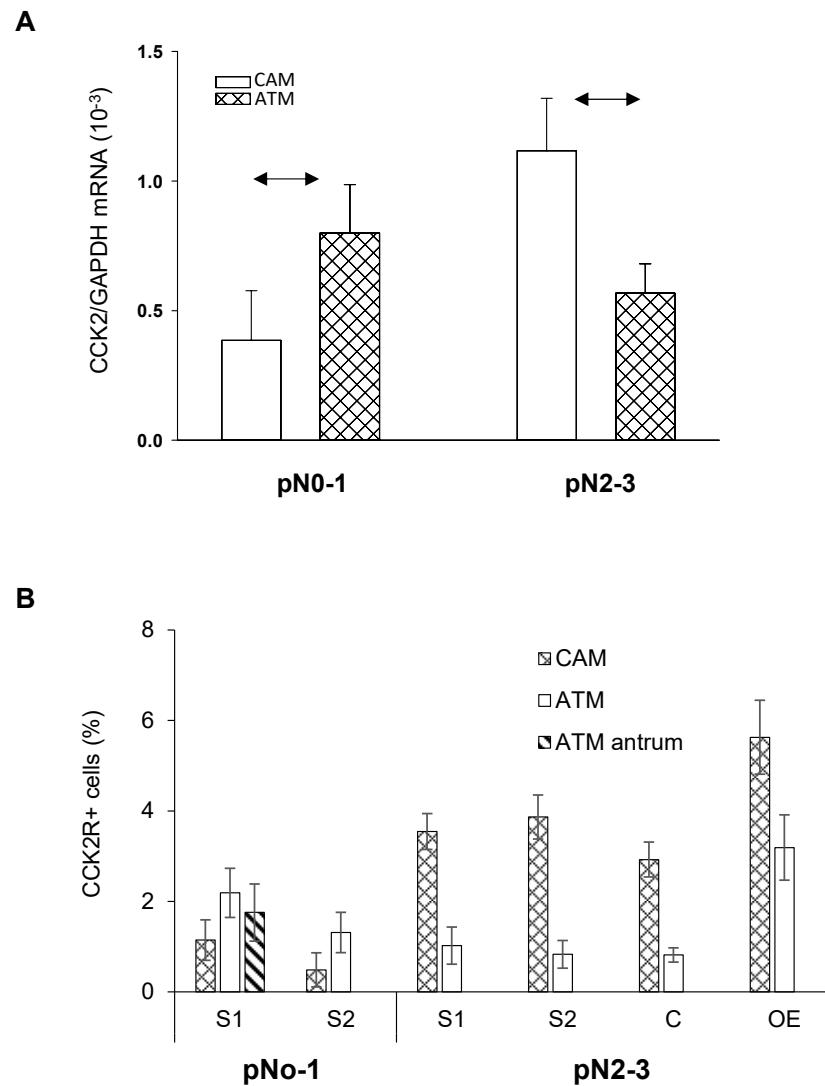 A
CCK2/GAPDH mRNA (10-3)
1.5
1.0
0.5
0.0
CAM
ATM
pN0-1
pN2-3
B
CCK2R+ cells (%)
8
6
4
2
0
CAM
ATM
ATM antrum
S1
S2
S1
S2
C
OE
pNo-1
pN2-3